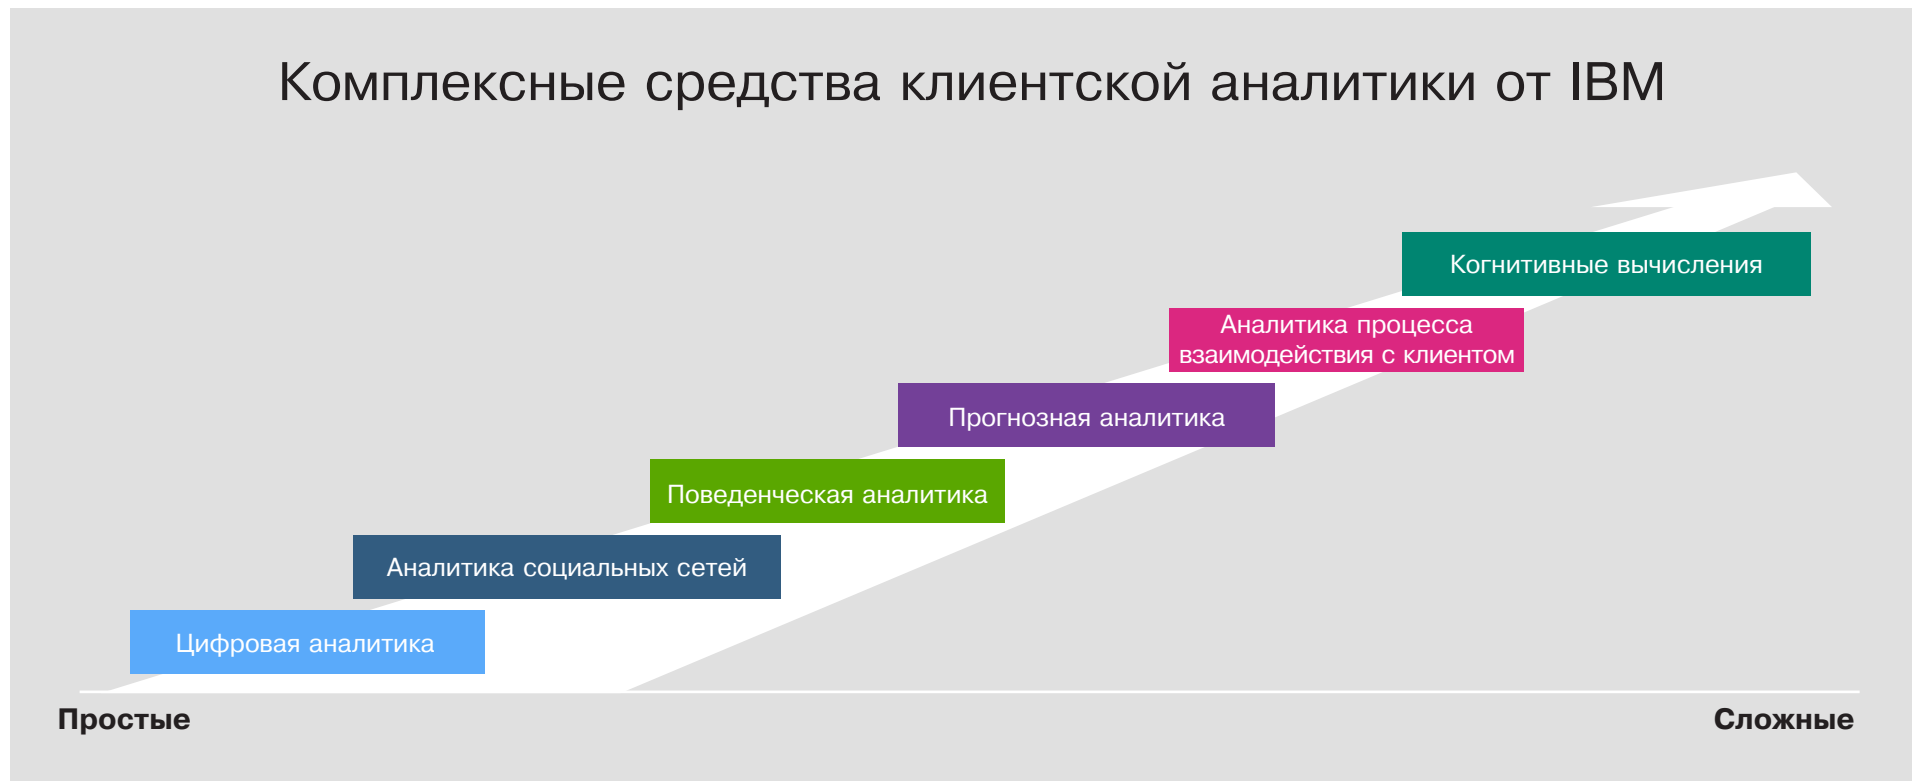 Комплексные средства клиентской аналитики от IBM
Когнитивные вычисления
Аналитика процесса
взаимодействия с клиентом
Прогнозная аналитика
Поведенческая аналитика
Аналитика социальных сетей
Цифровая аналитика
Простые
Сложные